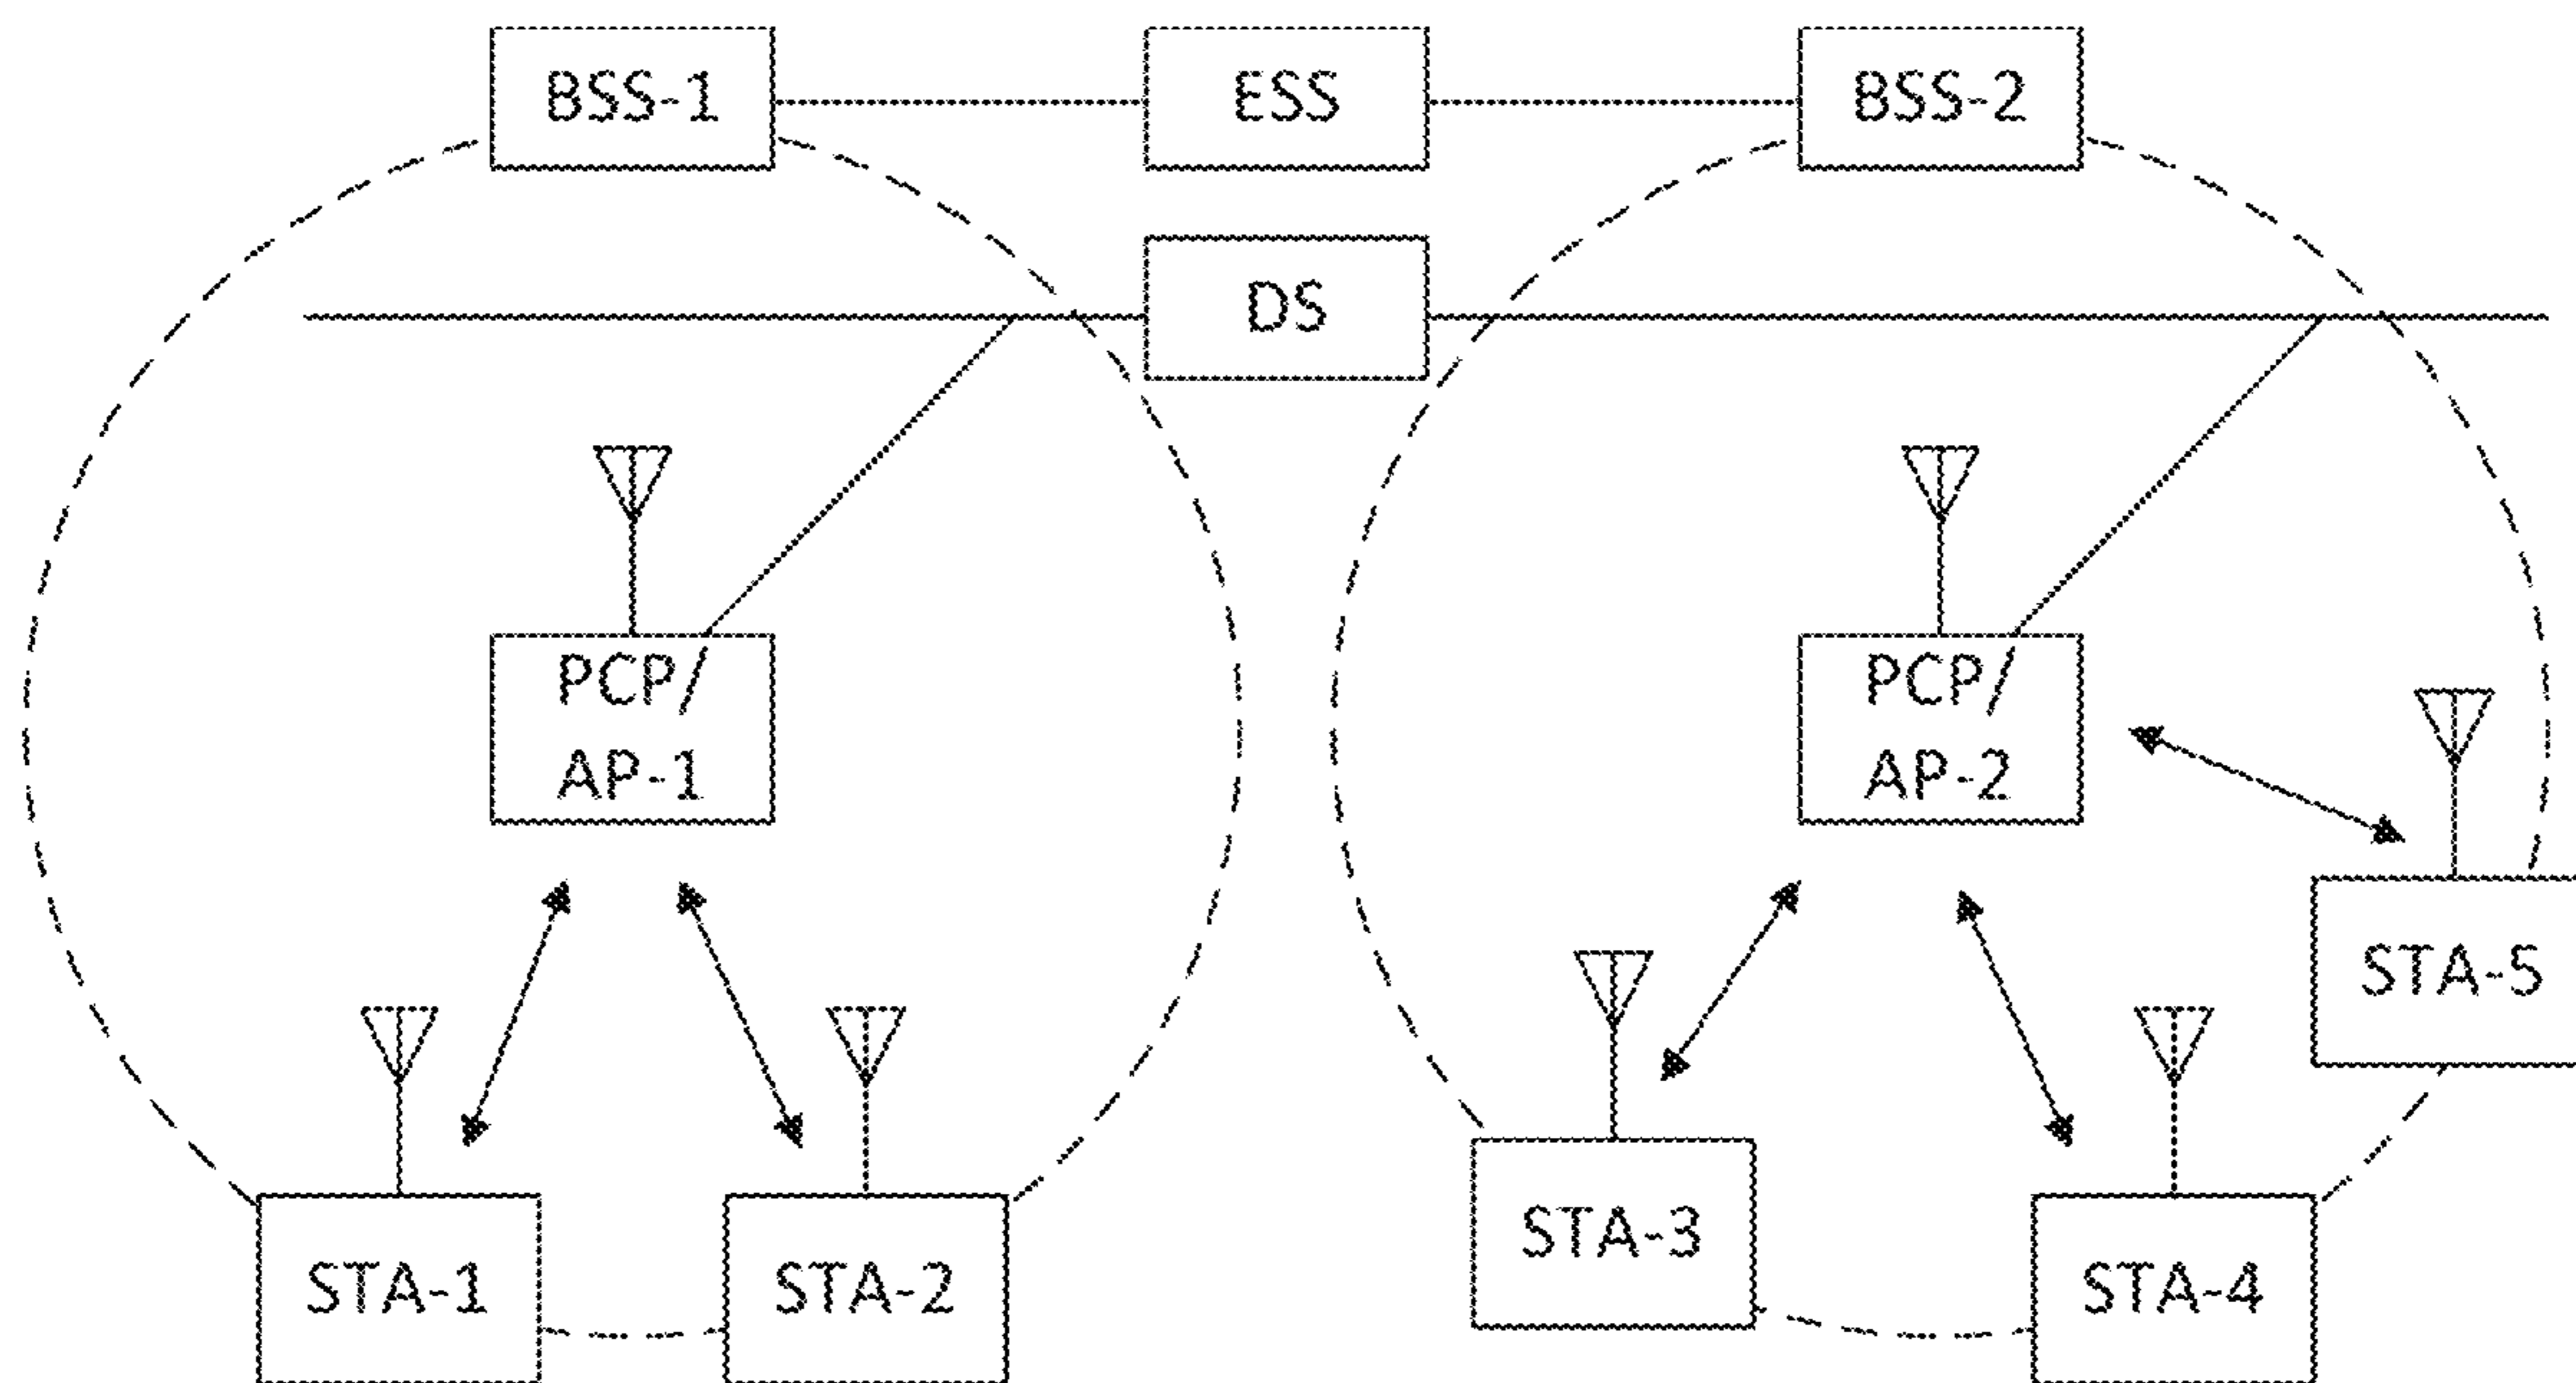 BSS-1
ESS
BSS-2
DS
PCP/
AP-1
PCP/
AP-2
STA-5
STA-3
STA-4
STA-1
STA-2